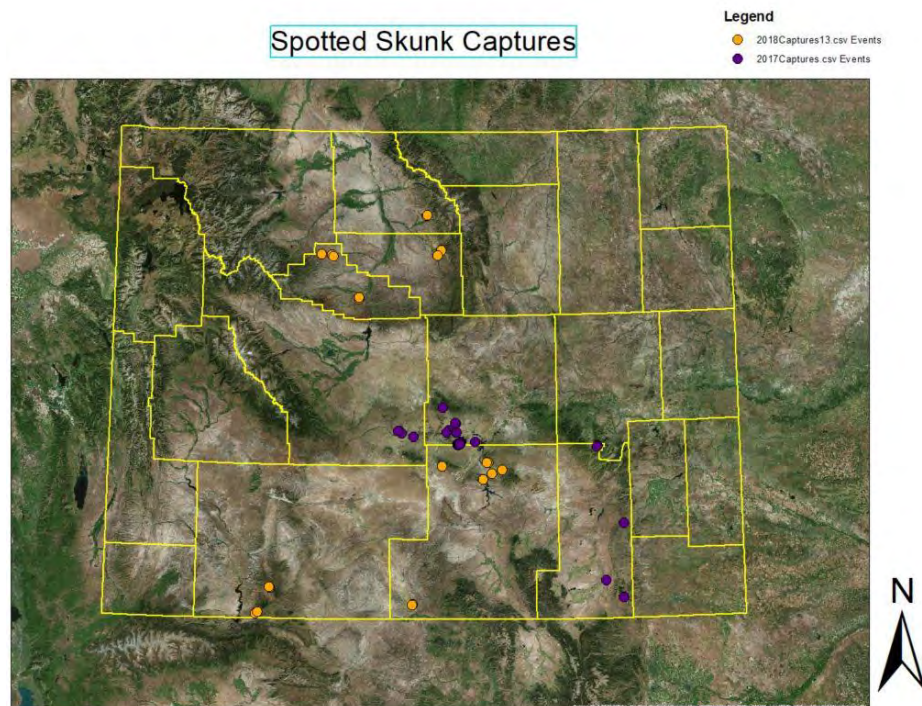 Spotted Skunk Captures
Legend
2018Captures13.csv Events
2017Captures.csv Events
N